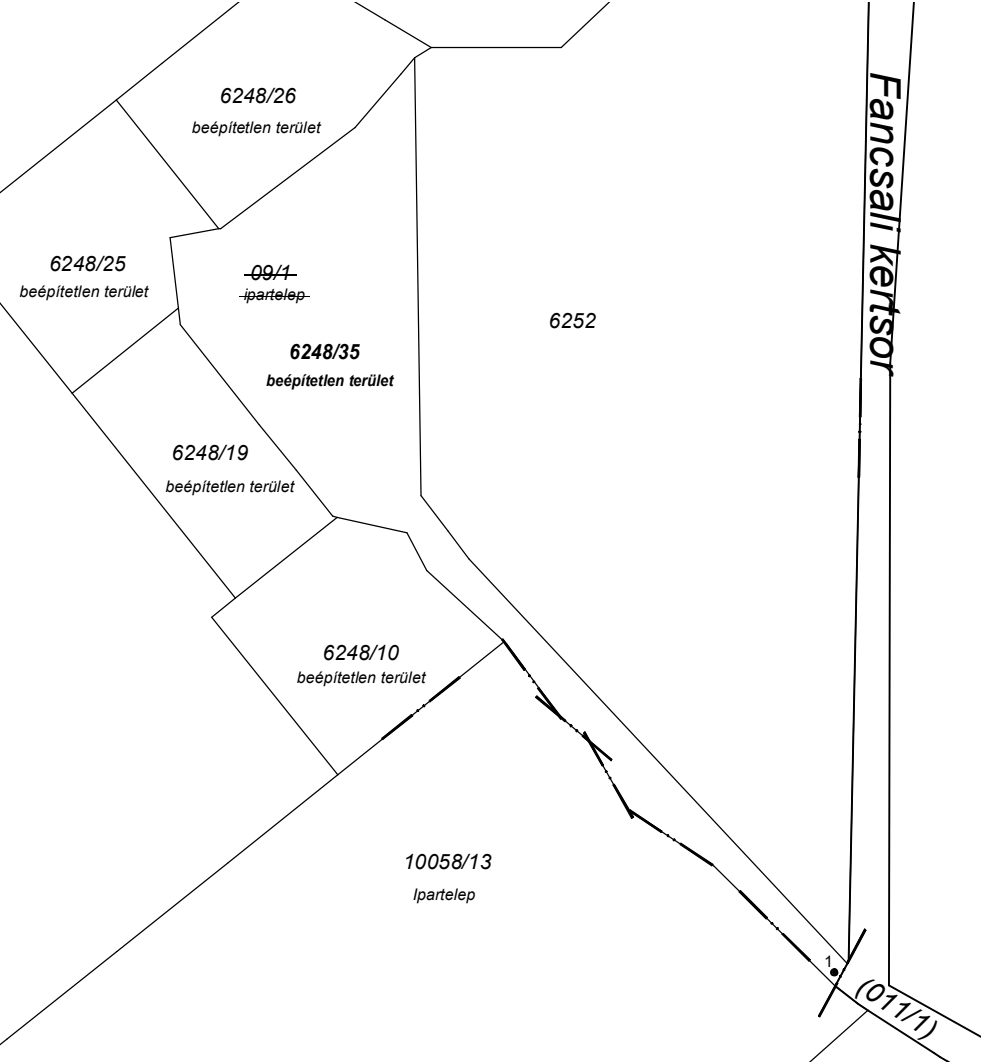 6248/26
beépítetlen terület
Fancsali kertsor
6248/25
beépítetlen terület
09/1
ipartelep
6248/35
beépítetlen terület
6252
6248/19
beépítetlen terület
6248/10
beépítetlen terület
10058/13
Ipartelep
1
(011/1)